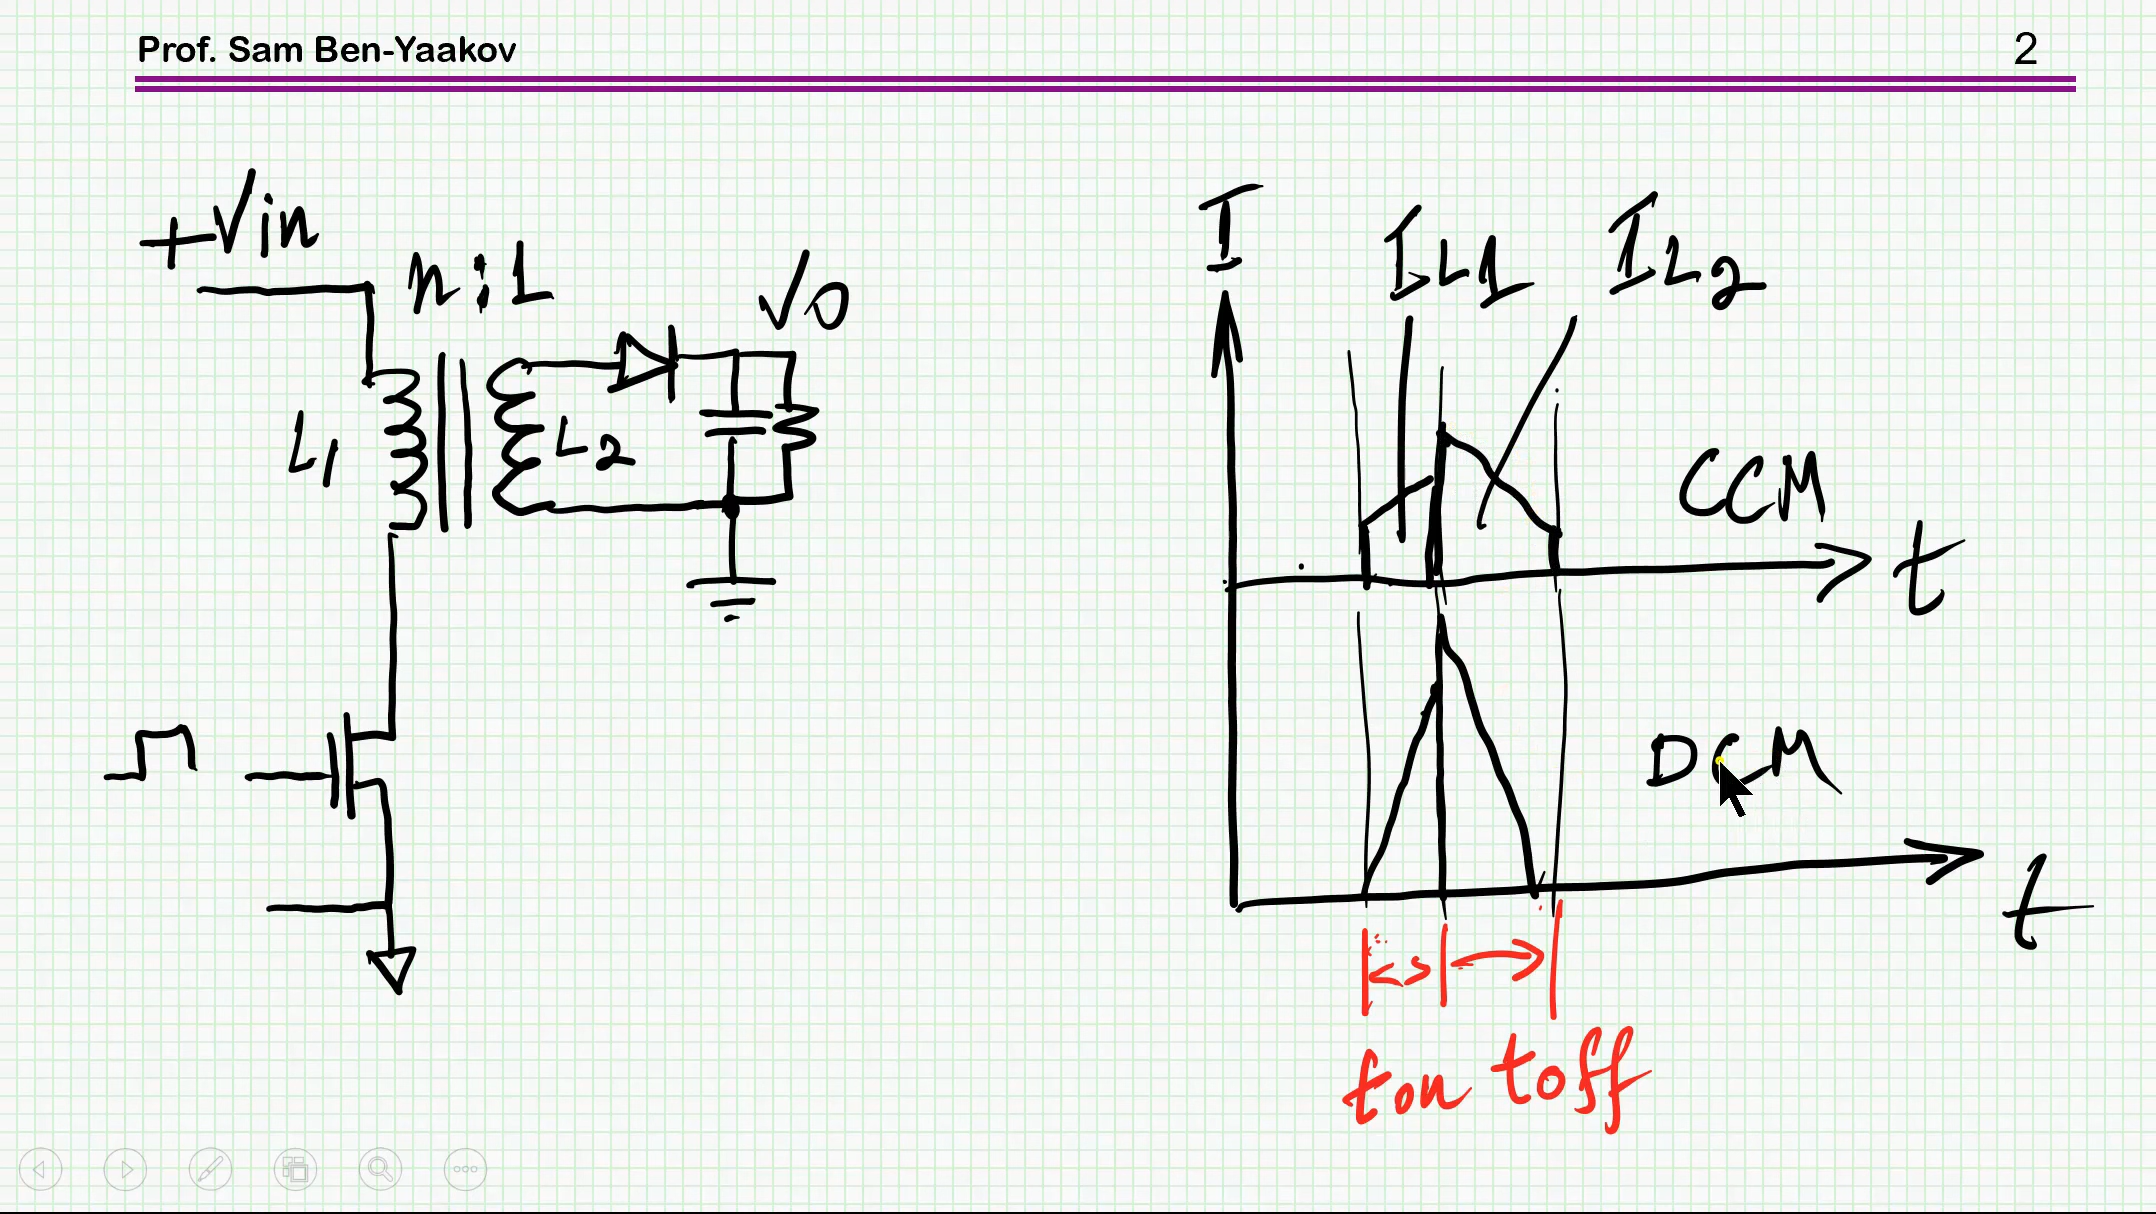 Prof. Sam Ben-Yaakov
2
+Vin
n:1
Vo
L1
L2
I
IL1
IL2
CCM
t
DCM
t
ton
toff